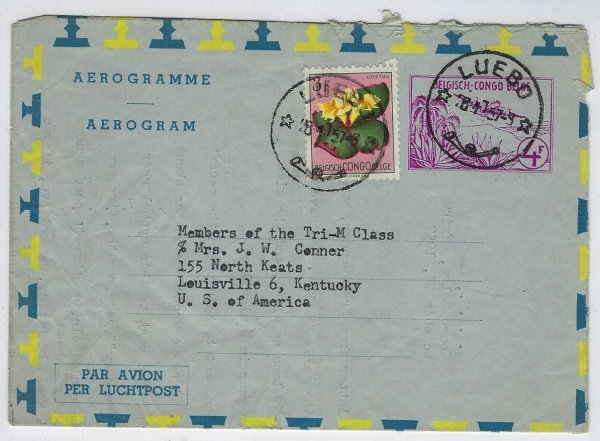 AEROGRAMME
AEROGRAM
COSTUS
BELGISCH CONGO BELGE
BELGISCH-CONGO BELGE
LUEBO
4F
Members of the Tri-M Class
% Mrs. J. W. Conner
155 North Keats
Louisville 6, Kentucky
U. S. of America
PAR AVION
PER LUCHTPOST